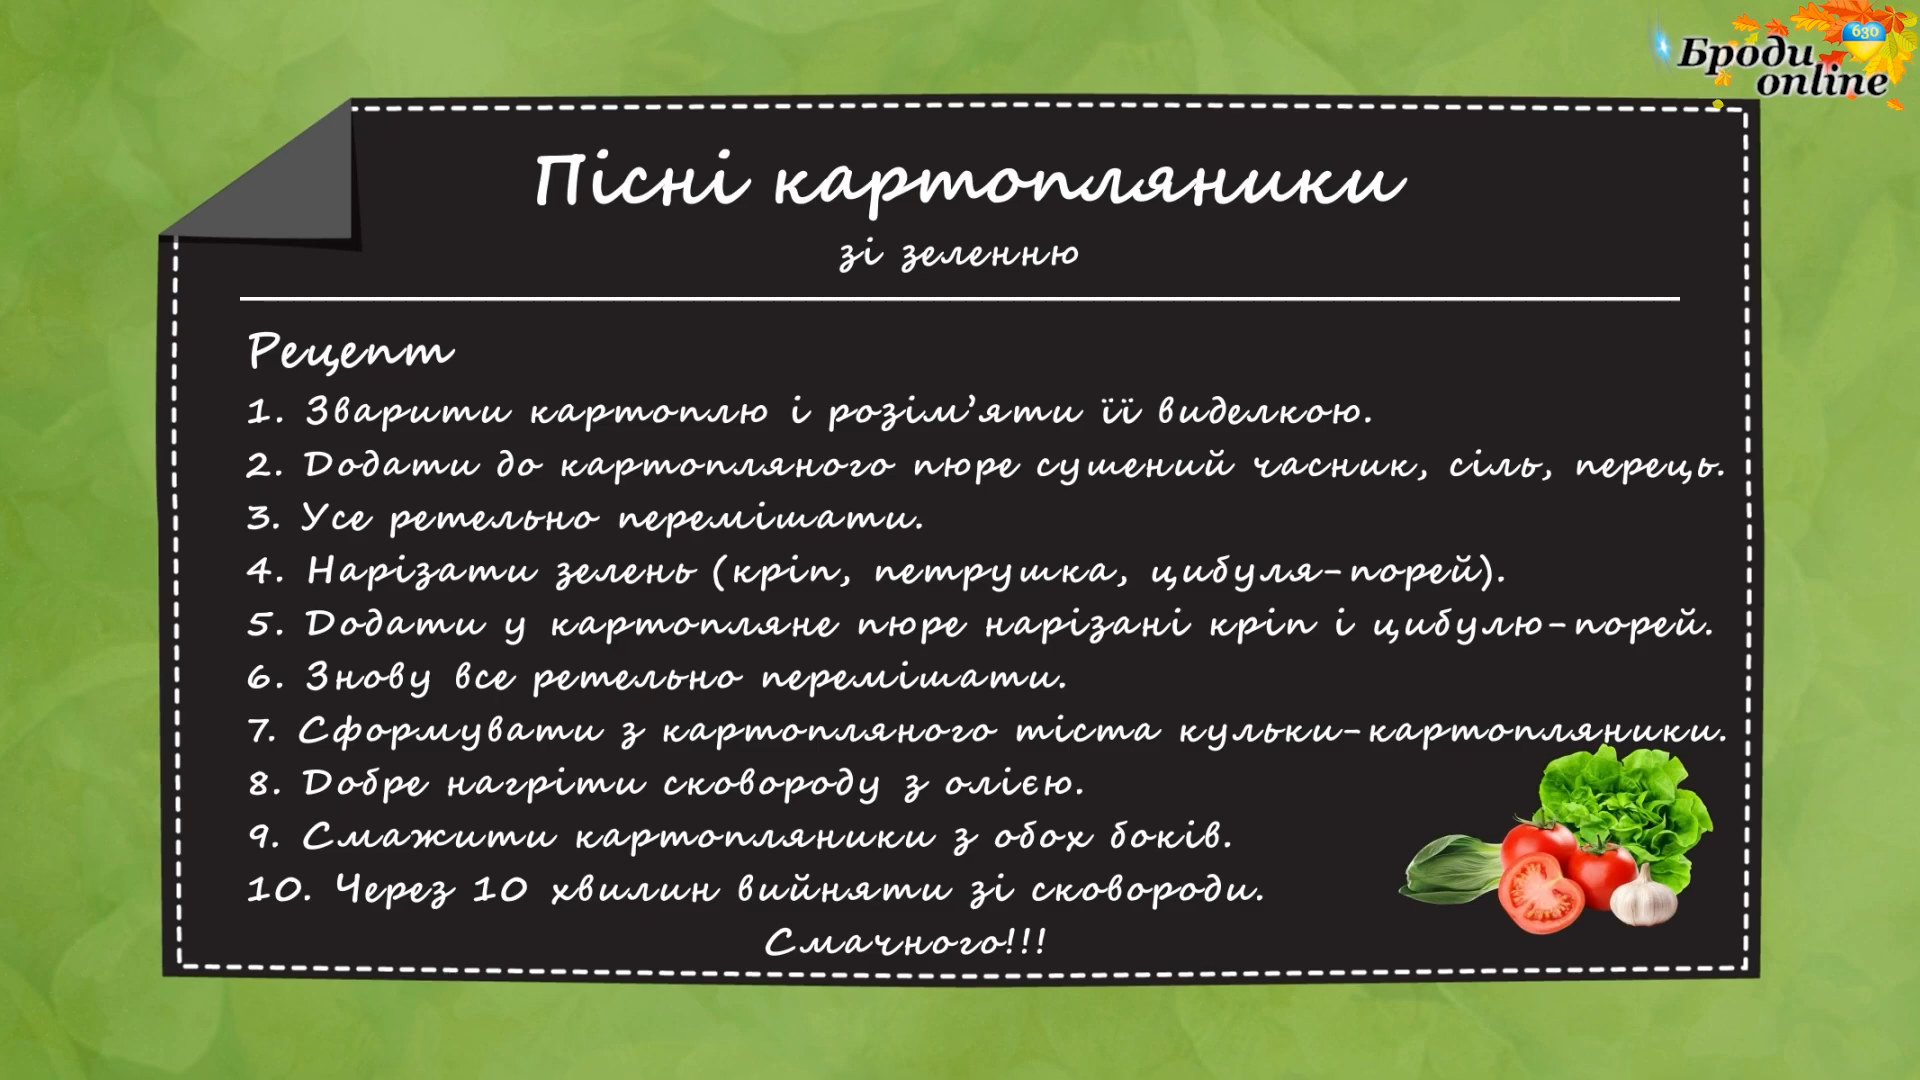 630
Броди
online
Пісні картопляники
зі зеленню
Рецепт
1. Зварити картоплю і розім’яти її виделкою.
2. Додати до картопляного пюре сушений часник, сіль, перець.
3. Усе ретельно перемішати.
4. Нарізати зелень (кріп, петрушка, цибуля-порей).
5. Додати у картопляне пюре нарізані кріп і цибулю-порей.
6. Знову все ретельно перемішати.
7. Сформувати з картопляного тіста кульки-картопляники.
8. Добре нагріти сковороду з олією.
9. Смажити картопляники з обох боків.
10. Через 10 хвилин вийняти зі сковороди.
Смачного!!!